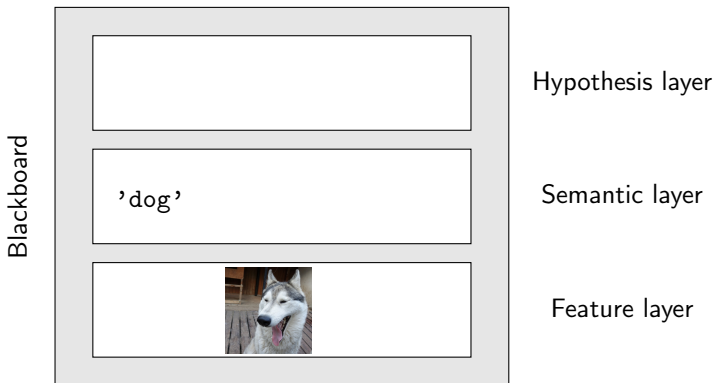 Blackboard
Hypothesis layer
'dog'
Semantic layer
Feature layer